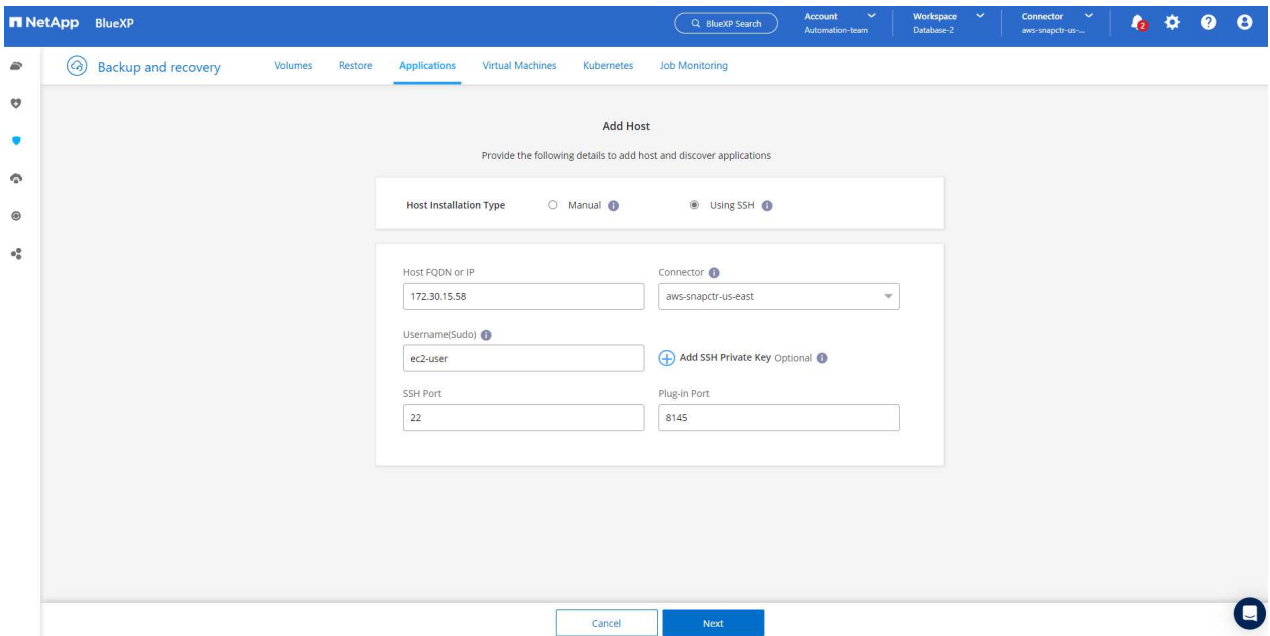 NetApp BlueXP BlueXP Search Account Workspace Connector
Automation-team Database-2 aws-snapctr-us-... 2
Backup and recovery Volumes Restore Applications Virtual Machines Kubernetes Job Monitoring
Add Host
Provide the following details to add host and discover applications
Host Installation Type Manual Using SSH
Host FQDN or IP Connector
172.30.15.58 aws-snapctr-us-east
Username(Sudo)
ec2-user Add SSH Private Key Optional
SSH Port Plug-in Port
22 8145
Cancel Next